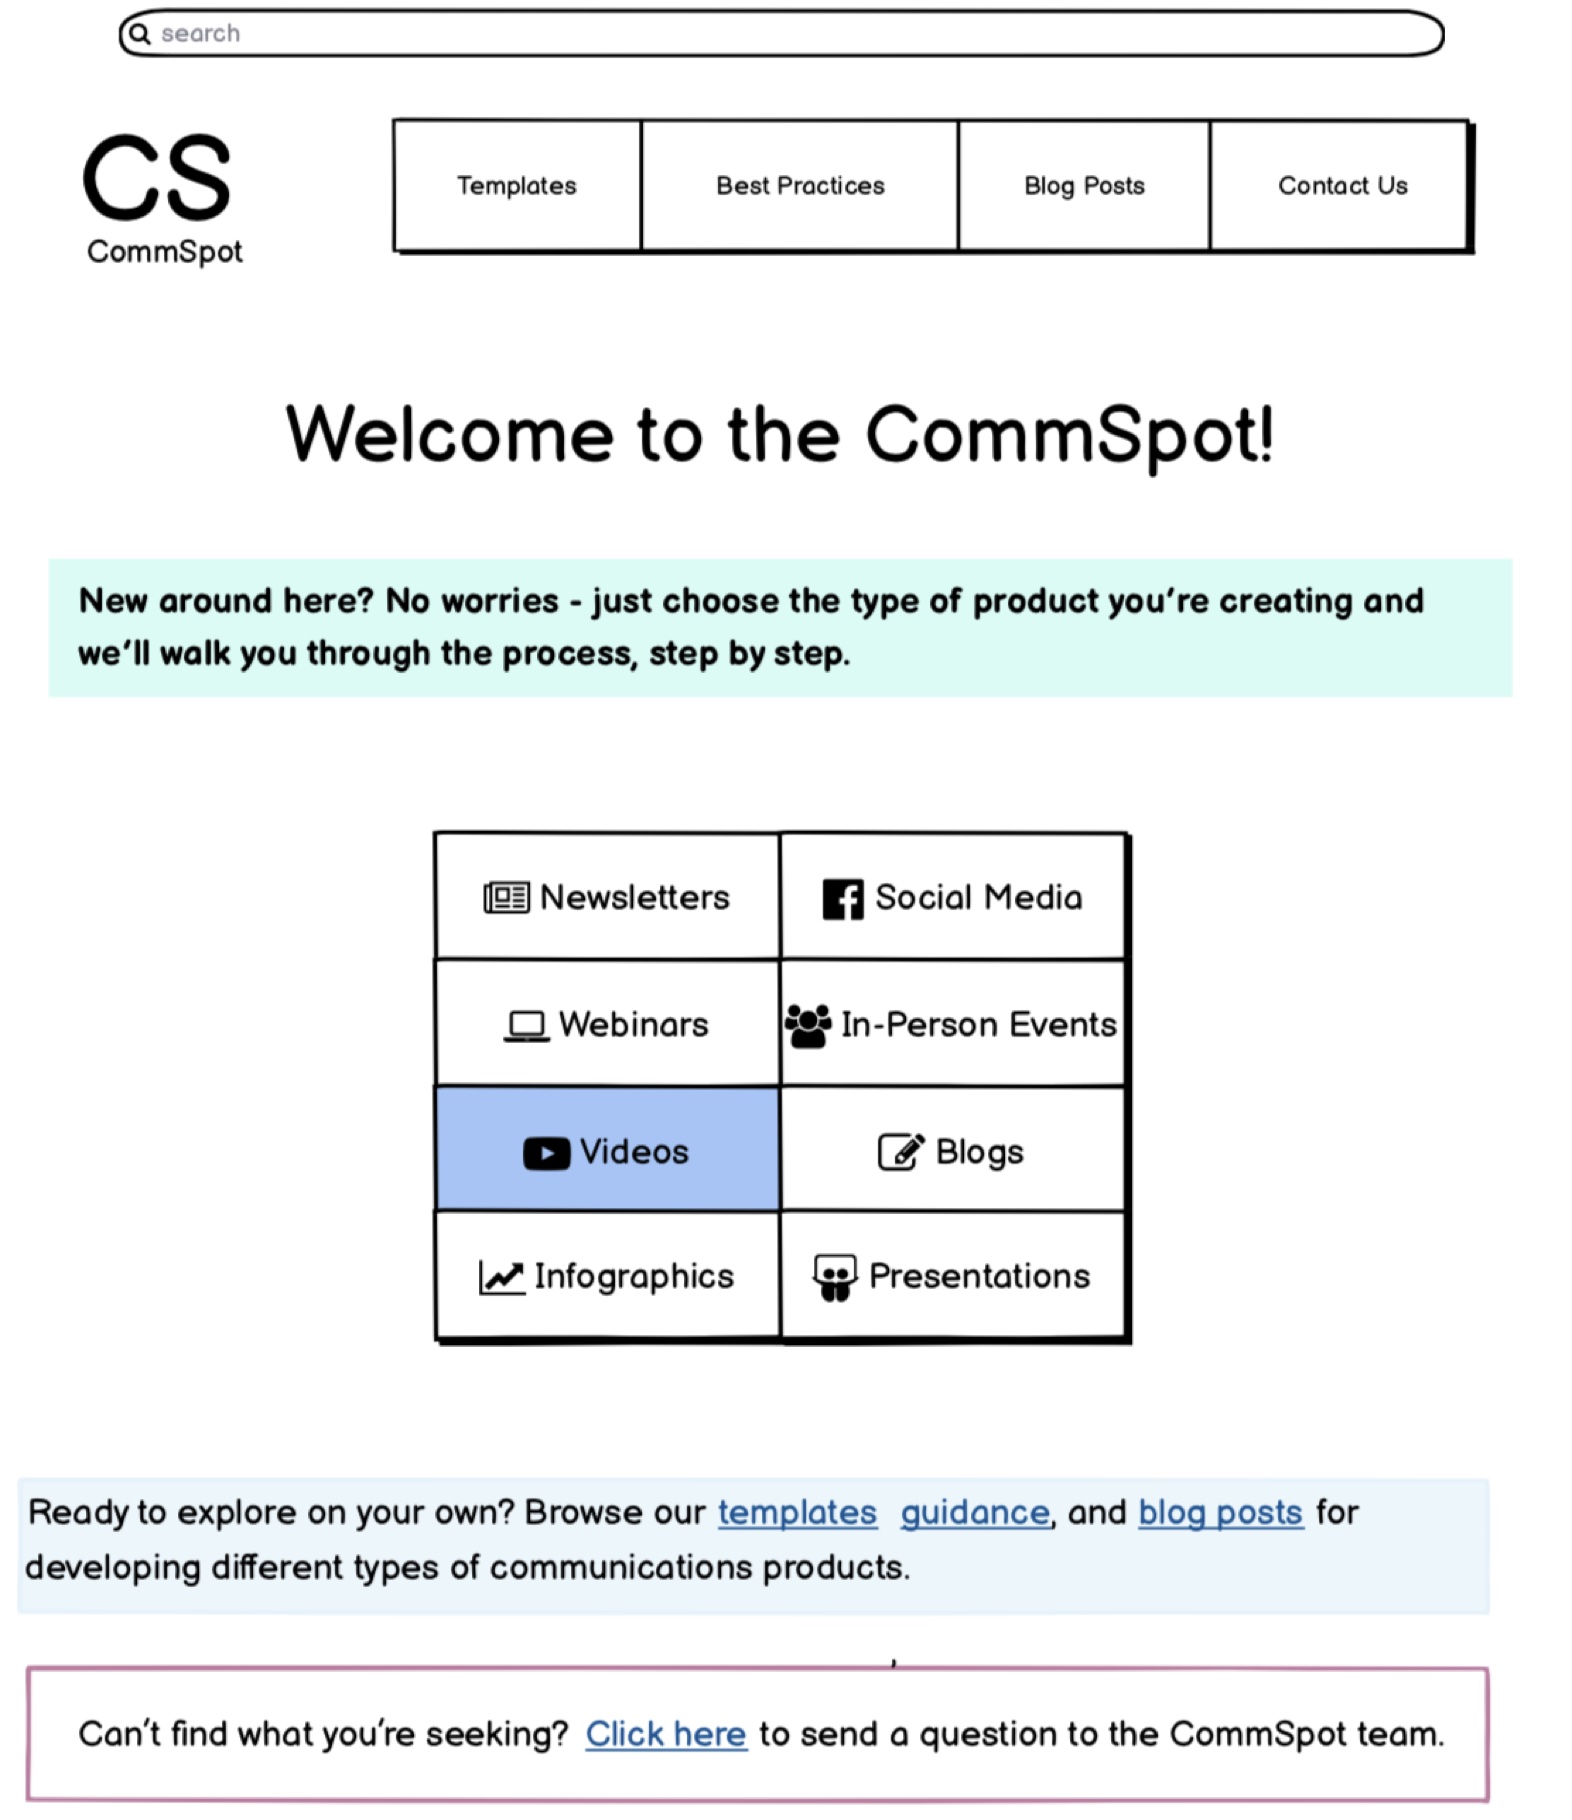 search
CS
CommSpot
Templates
Best Practices
Blog Posts
Contact Us
Welcome to the CommSpot!
New around here? No worries - just choose the type of product you're creating and
we'll walk you through the process, step by step.
Newsletters
Social Media
Webinars
In-Person Events
Videos
Blogs
Infographics
Presentations
Ready to explore on your own? Browse our templates guidance, and blog posts for
developing different types of communications products.
,
Can't find what you're seeking? Click here to send a question to the CommSpot team.